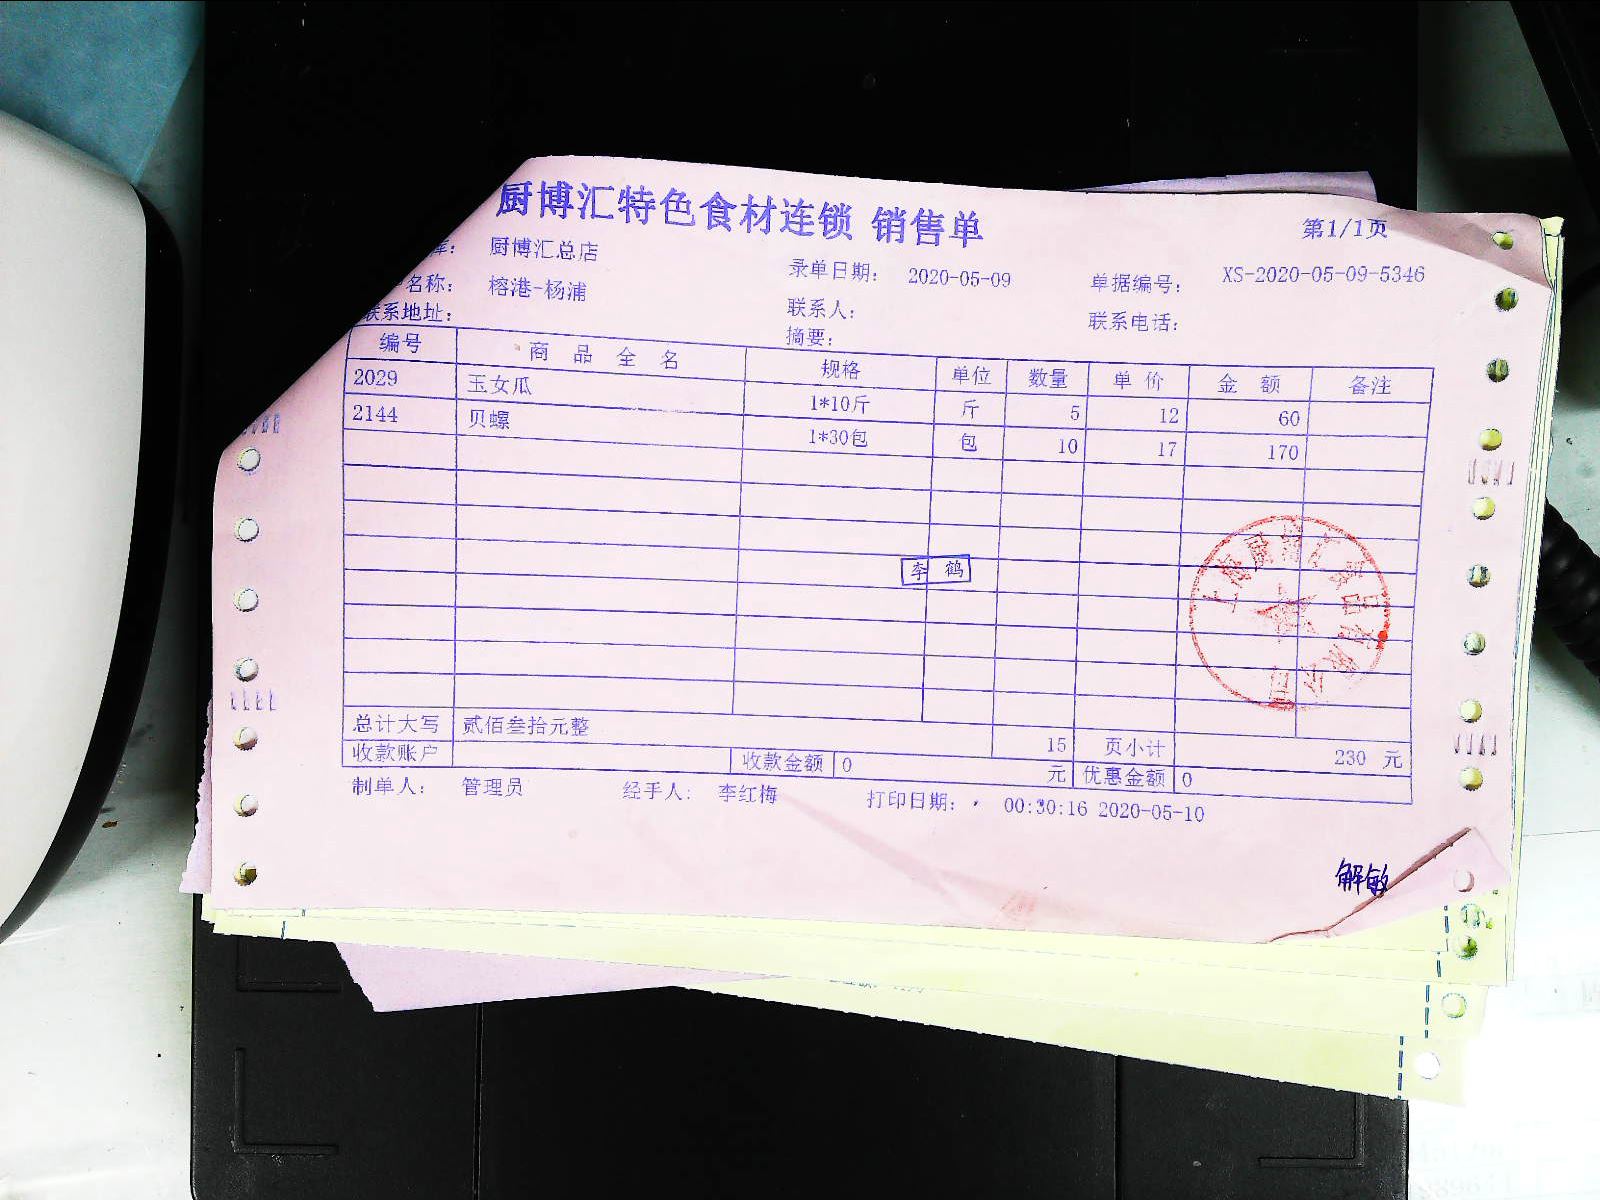 厨博汇特色食材连锁 销售单
第1/1页
库: 厨博汇总店
录单日期: 2020-05-09
单据编号: XS-2020-05-09-5346
名称: 榕港-杨浦
联系人:
联系电话:
联系地址:
摘要:
编号 商品全名 规格 单位 数量 单价 金额 备注
2029 玉女瓜 1*10斤 斤 5 12 60
2144 贝螺 1*30包 包 10 17 170
李鹤
总计大写 贰佰叁拾元整 15 页小计 230 元
收款账户 收款金额 0 元 优惠金额 0
制单人: 管理员 经手人: 李红梅 打印日期: 00:30:16 2020-05-10
解敏